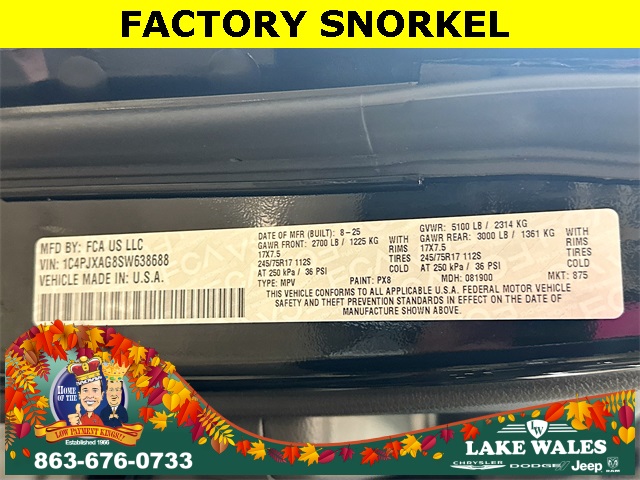 FACTORY SNORKEL
MFD BY: FCA US LLC
VIN: 1C4PJXAG8SW638688
VEHICLE MADE IN: U.S.A.
DATE OF MFR (BUILT): 8-25
GAWR FRONT: 2700 LB / 1225 KG WITH
17X7.5 RIMS
245/75R17 112S TIRES
AT 250 kPa / 36 PSI
TYPE: MPV
PAINT: PX8
GVWR: 5100 LB / 2314 KG
GAWR REAR: 3000 LB / 1361 KG WITH
17X7.5 RIMS
245/75R17 112S TIRES
AT 250 kPa / 36 PSI
MDH: 081900
MKT: 875
THIS VEHICLE CONFORMS TO ALL APPLICABLE U.S.A. FEDERAL MOTOR VEHICLE
SAFETY AND THEFT PREVENTION STANDARDS IN EFFECT ON THE DATE OF
MANUFACTURE SHOWN ABOVE.
HOME OF
THE
LOW PAYMENT KINGS!!
Established 1966
863-676-0733
LW
LAKE WALES
CHRYSLER DODGE Jeep RAM